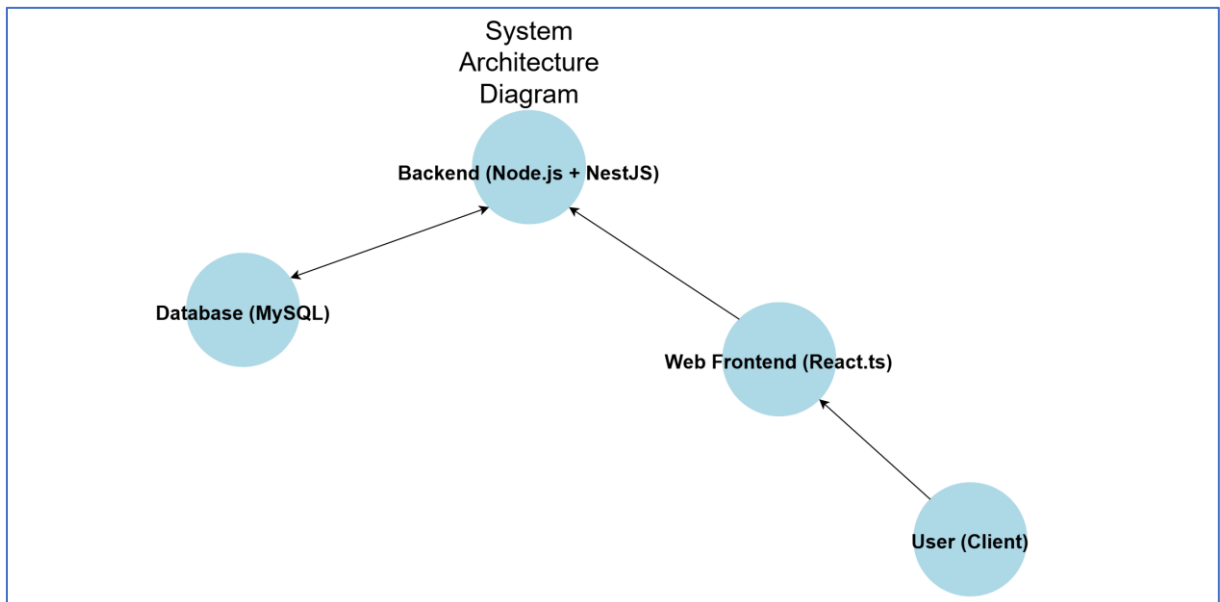 System
Architecture
Diagram
Backend (Node.js + NestJS)
Database (MySQL)
Web Frontend (React.ts)
User (Client)